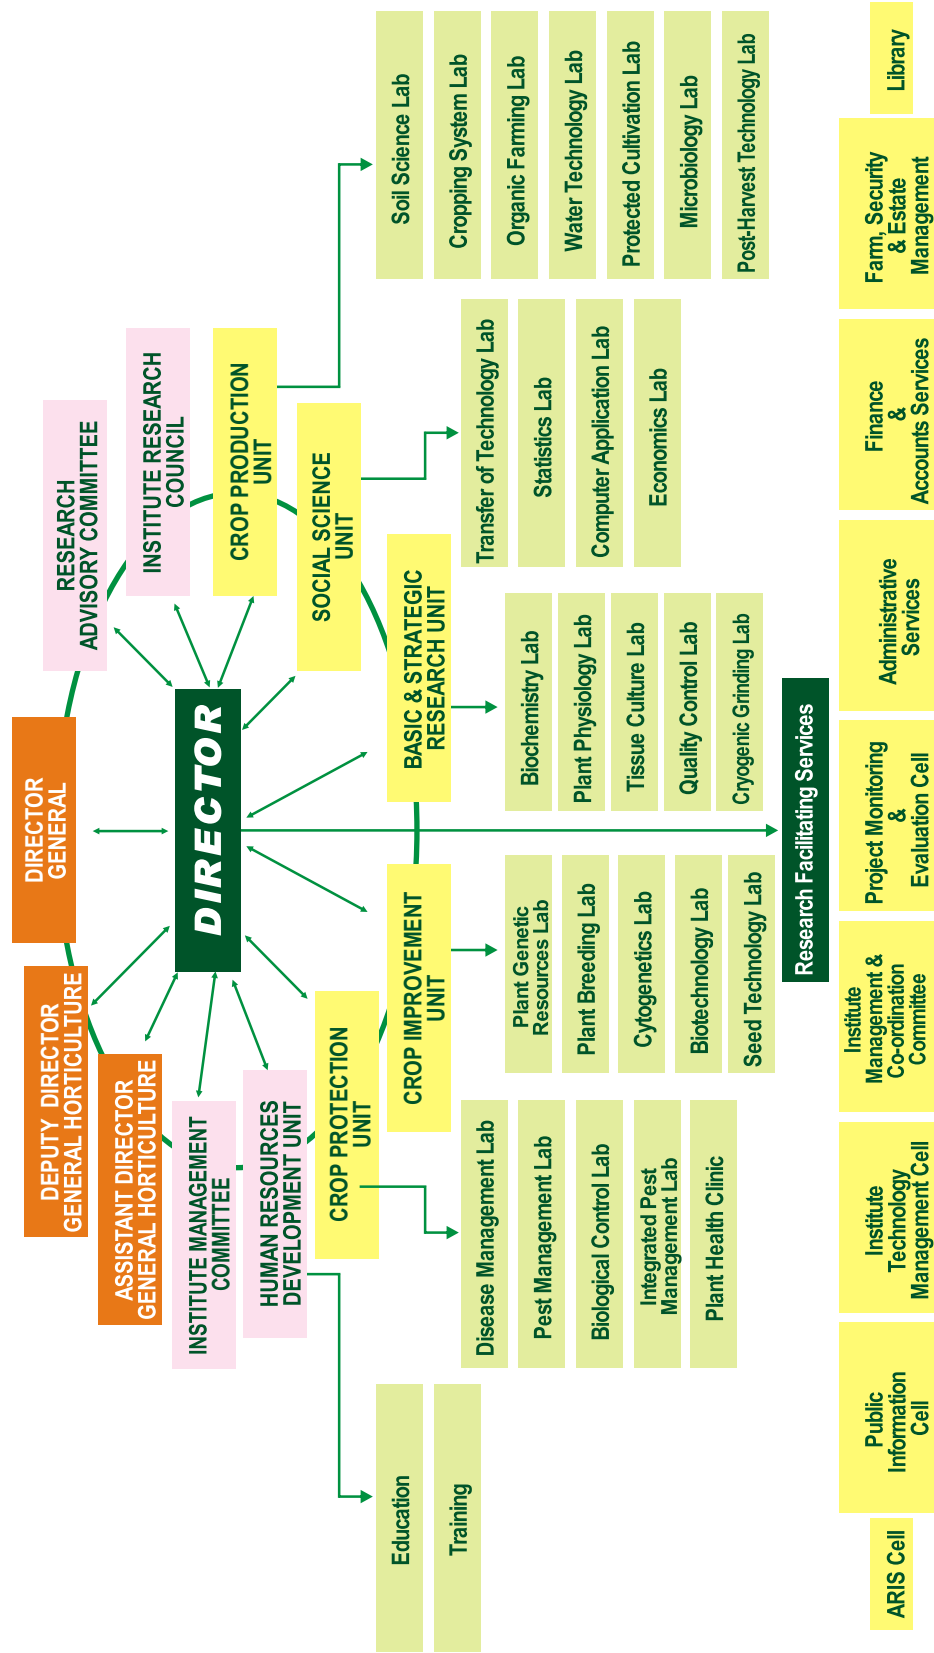 DIRECTOR
GENERAL
DEPUTY DIRECTOR
GENERAL HORTICULTURE
RESEARCH
ADVISORY COMMITTEE
ASSISTANT DIRECTOR
GENERAL HORTICULTURE
INSTITUTE RESEARCH
COUNCIL
INSTITUTE MANAGEMENT
COMMITTEE
DIRECTOR
CROP PRODUCTION
UNIT
HUMAN RESOURCES
DEVELOPMENT UNIT
SOCIAL SCIENCE
UNIT
CROP PROTECTION
UNIT
CROP IMPROVEMENT
UNIT
BASIC & STRATEGIC
RESEARCH UNIT
Education
Training
Disease Management Lab
Pest Management Lab
Biological Control Lab
Integrated Pest
Management Lab
Plant Health Clinic
Plant Genetic
Resources Lab
Plant Breeding Lab
Cytogenetics Lab
Biotechnology Lab
Seed Technology Lab
Biochemistry Lab
Plant Physiology Lab
Tissue Culture Lab
Quality Control Lab
Cryogenic Grinding Lab
Transfer of Technology Lab
Statistics Lab
Computer Application Lab
Economics Lab
Soil Science Lab
Cropping System Lab
Organic Farming Lab
Water Technology Lab
Protected Cultivation Lab
Microbiology Lab
Post-Harvest Technology Lab
Research Facilitating Services
ARIS Cell
Public
Information
Cell
Institute
Technology
Management Cell
Institute
Management &
Co-ordination
Committee
Project Monitoring
&
Evaluation Cell
Administrative
Services
Finance
&
Accounts Services
Farm, Security
& Estate
Management
Library